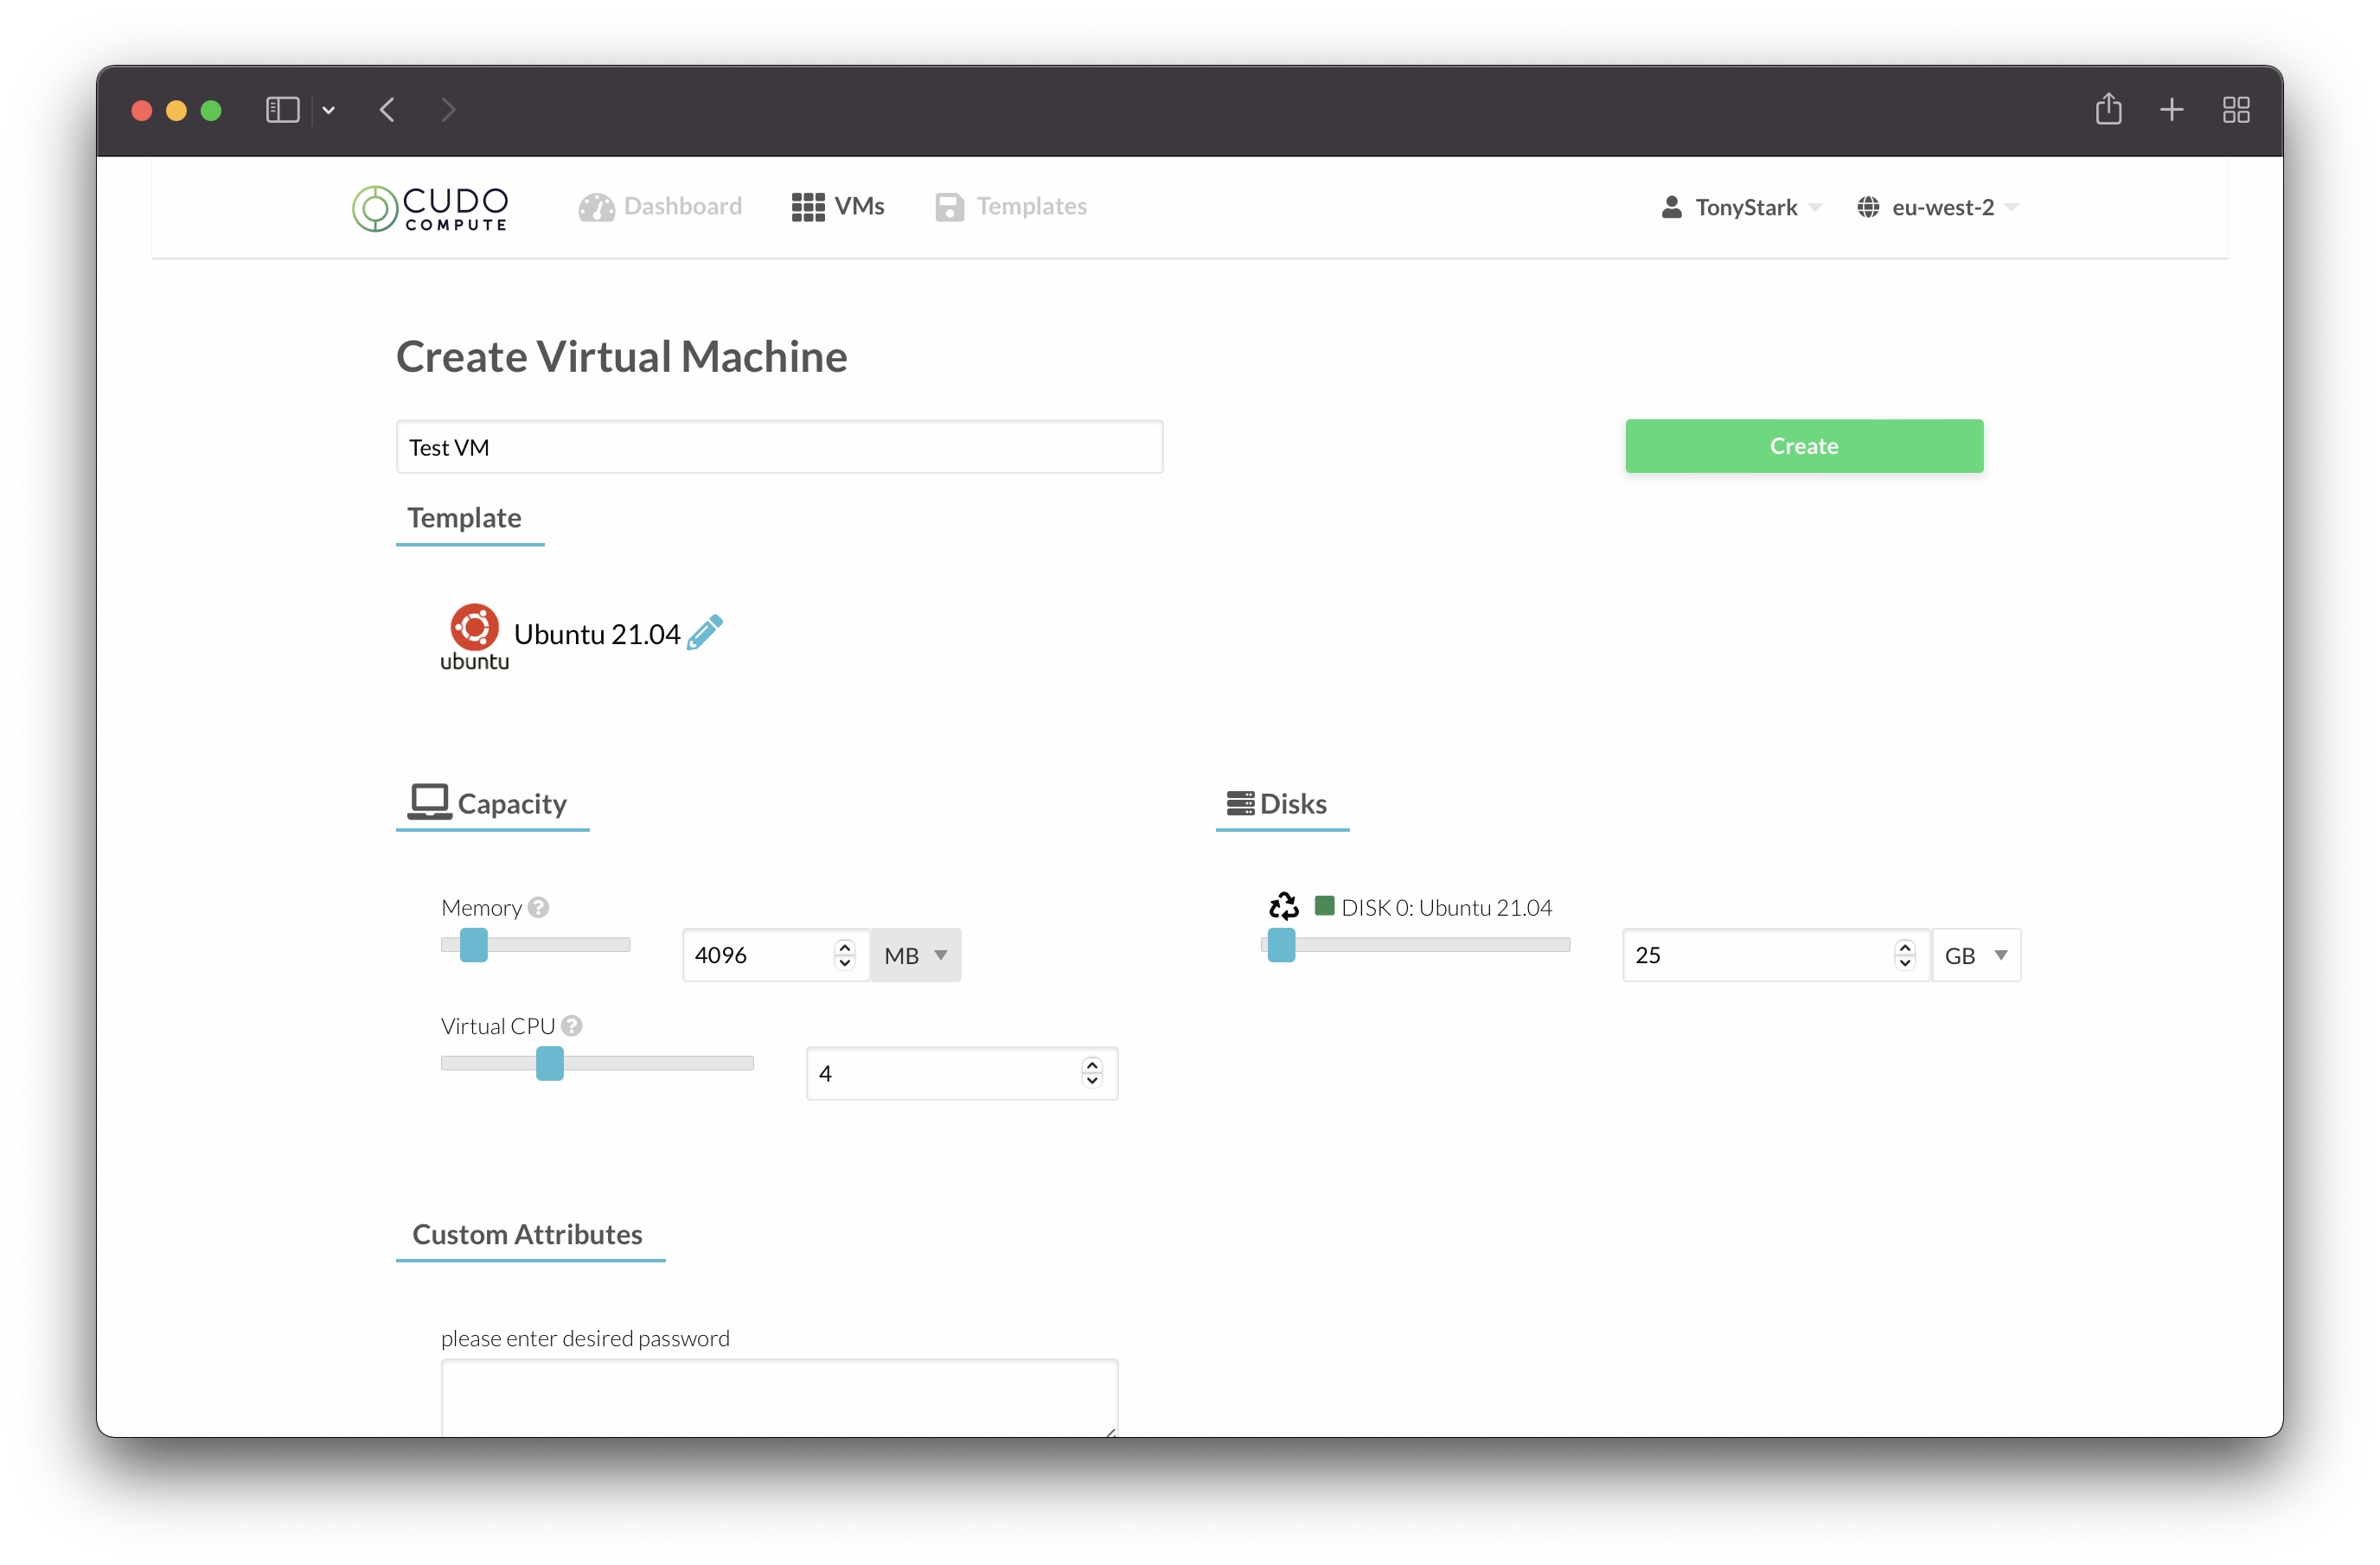 CUDO
COMPUTE
Dashboard
VMs
Templates
TonyStark
eu-west-2
Create Virtual Machine
Test VM
Create
Template
ubuntu
Ubuntu 21.04
Capacity
Disks
Memory ?
DISK 0: Ubuntu 21.04
4096
MB
25
GB
Virtual CPU ?
4
Custom Attributes
please enter desired password